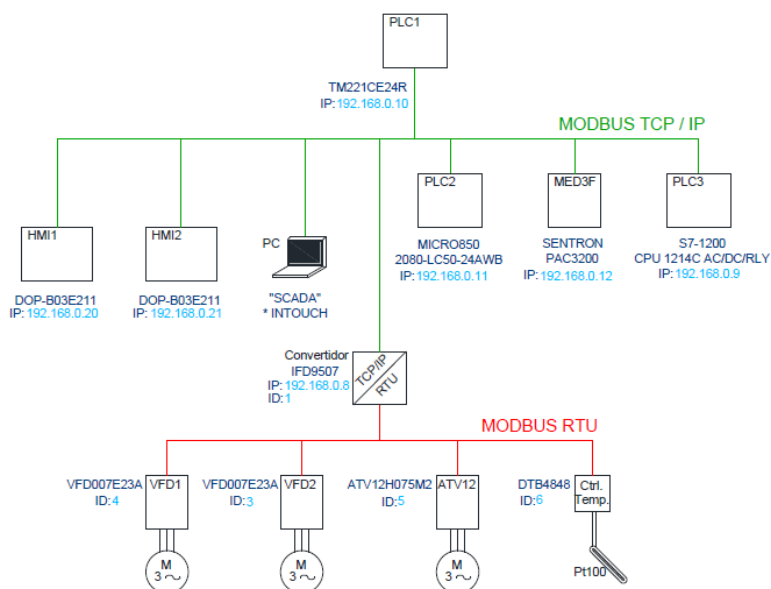 PLC1
TM221CE24R
IP:192.168.0.10
MODBUS TCP / IP
HMI1
HMI2
PC
PLC2
MED3F
PLC3
DOP-B03E211
IP: 192.168.0.20
DOP-B03E211
IP: 192.168.0.21
"SCADA"
* INTOUCH
MICRO850
2080-LC50-24AWB
IP:192.168.0.11
SENTRON
PAC3200
IP:192.168.0.12
S7-1200
CPU 1214C AC/DC/RLY
IP:192.168.0.9
Convertidor
IFD9507
IP:192.168.0.8
ID:1
TCP/IP
RTU
MODBUS RTU
VFD007E23A
ID:4
VFD1
VFD007E23A
ID:3
VFD2
ATV12H075M2
ID:5
ATV12
DTB4848
ID:6
Ctrl.
Temp.
M
3 ~
M
3 ~
M
3 ~
Pt100